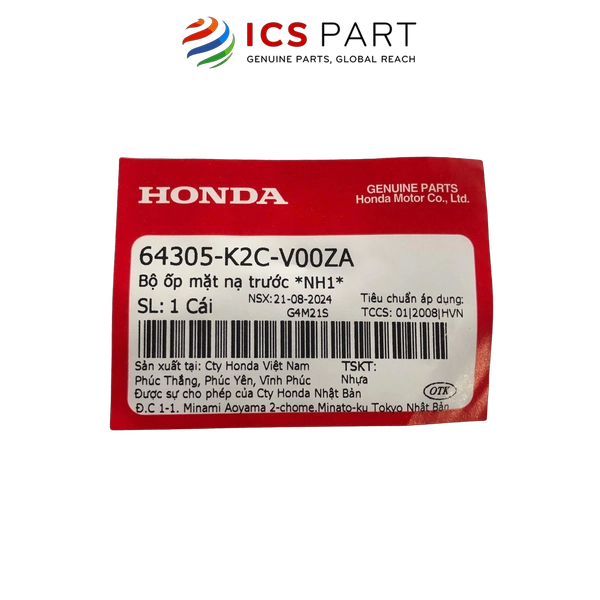 ICS PART
GENUINE PARTS, GLOBAL REACH
HONDA
GENUINE PARTS
Honda Motor Co., Ltd.
64305-K2C-V00ZA
Bộ ốp mặt nạ trước *NH1*
SL: 1 Cái
NSX:21-08-2024
G4M21S
Tiêu chuẩn áp dụng:
TCCS: 01|2008|HVN
Sản xuất tại: Cty Honda Việt Nam
TSKT:
Phúc Thắng, Phúc Yên, Vĩnh Phúc
Nhựa
Được sự cho phép của Cty Honda Nhật Bản
Đ.C 1-1. Minami Aoyama 2-chome,Minato-ku Tokyo Nhật Bản
OTK